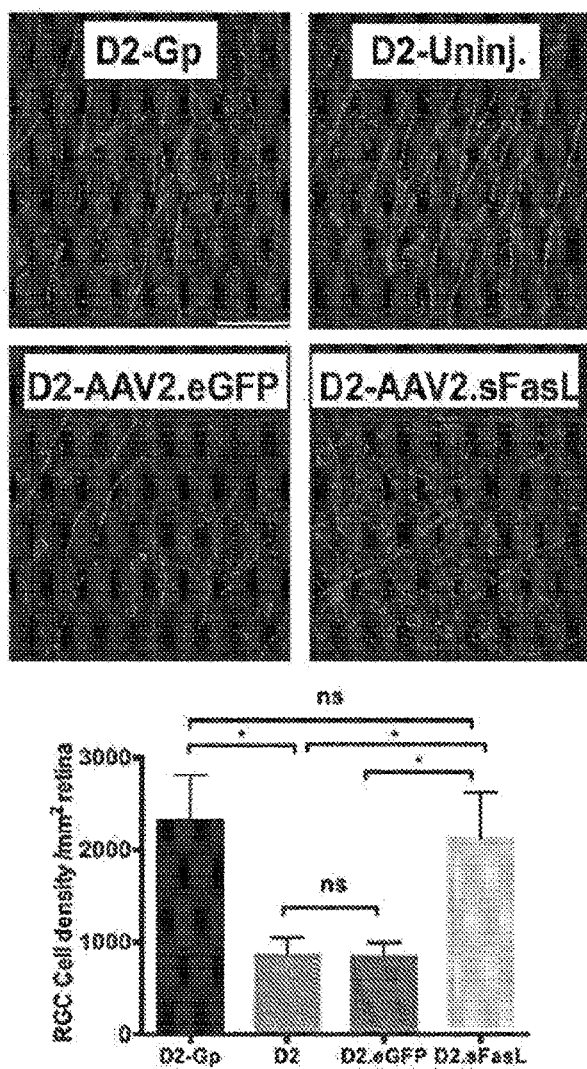 D2-Gp
D2-Uninj.
D2-AAV2.eGFP
D2-AAV2.sFasL
ns
* *
*
ns
RGC Cell density /mm² retina
3000
2000
1000
0
D2-Gp D2 D2.eGFP D2.sFasL